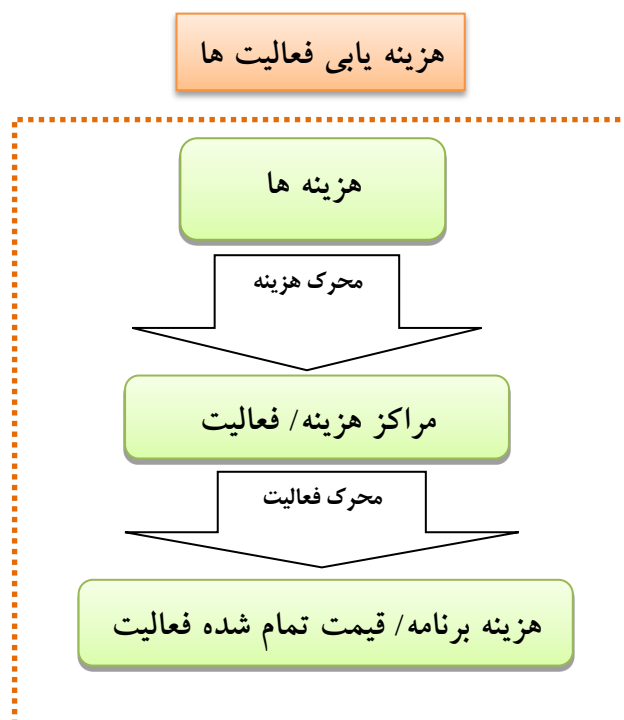 هزینه یابی فعالیت ها
هزینه ها
محرک هزینه
مراکز هزینه/ فعالیت
محرک فعالیت
هزینه برنامه/ قیمت تمام شده فعالیت